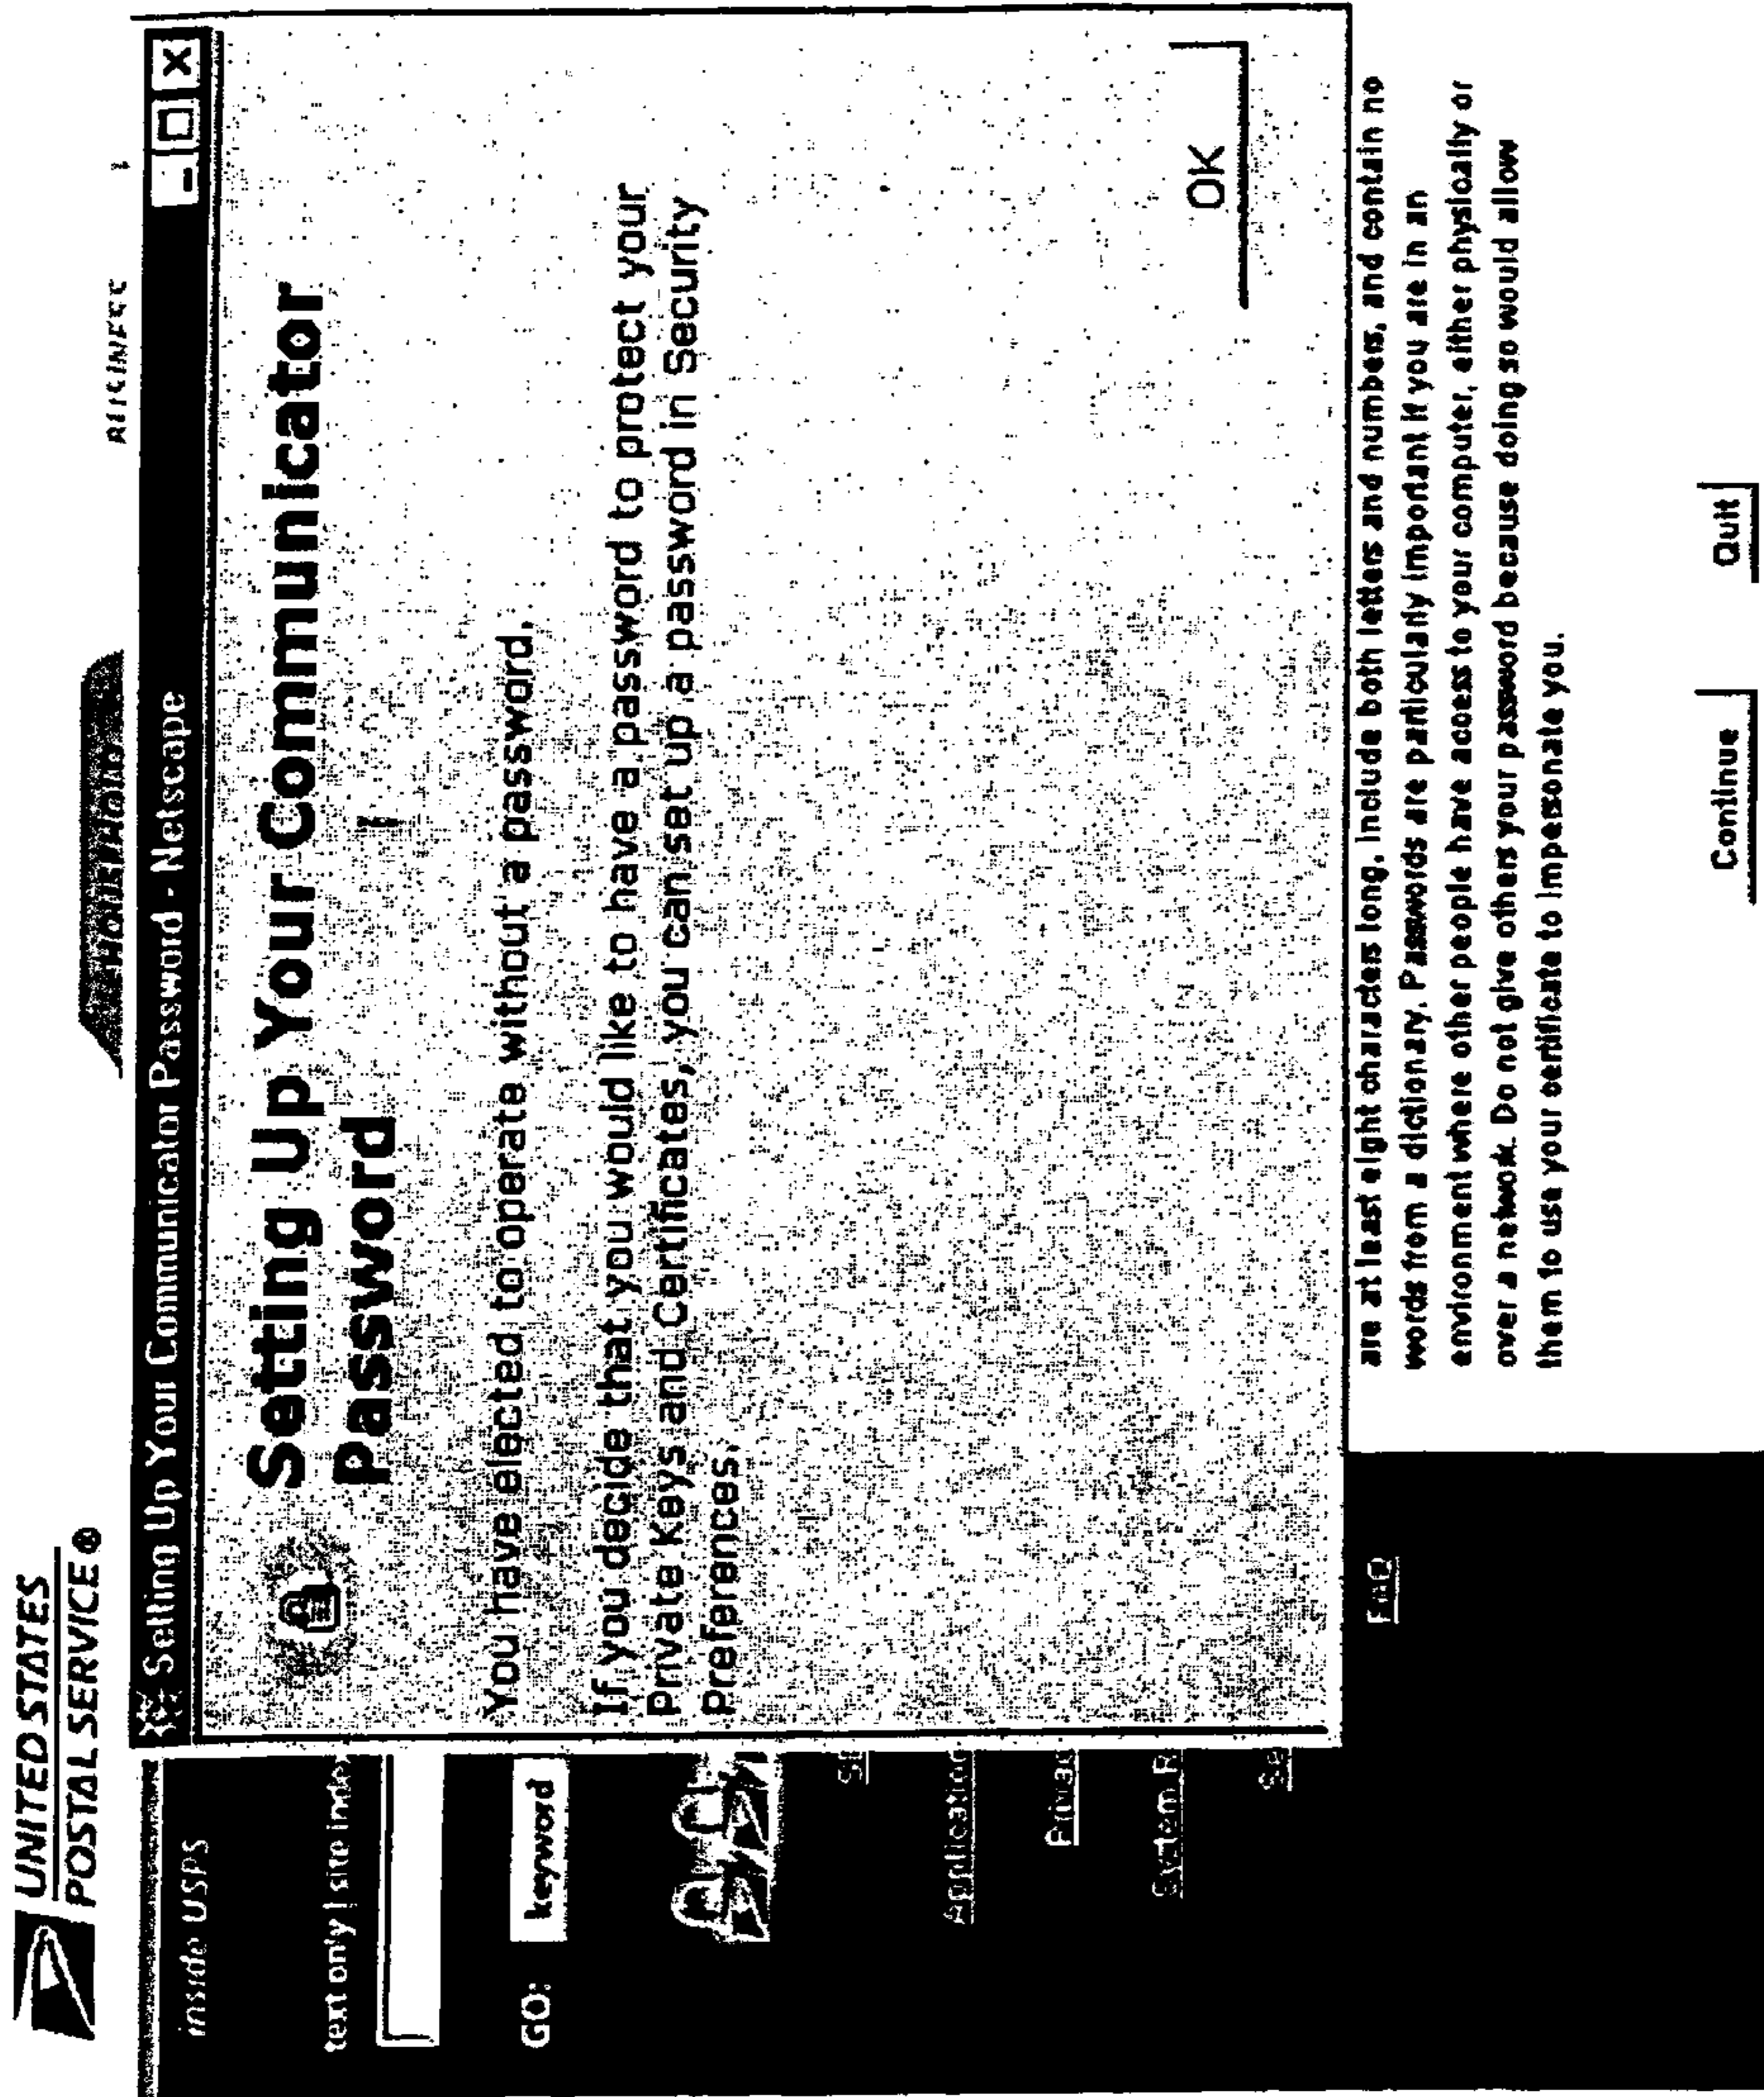 UNITED STATES
POSTAL SERVICE ®
HOUSEHOLD
BUSINESS
inside USPS
text only | site index
GO: keyword
Application
System R
FAQ
Setting Up Your Communicator Password - Netscape
Setting Up Your Communicator
Password
You have elected to operate without a password.
If you decide that you would like to have a password to protect your
Private Keys and Certificates, you can set up a password in Security
Preferences.
OK
are at least eight characters long, include both letters and numbers, and contain no
words from a dictionary. Passwords are particularly important if you are in an
environment where other people have access to your computer, either physically or
over a network. Do not give others your password because doing so would allow
them to use your certificate to impersonate you.
Continue
Quit